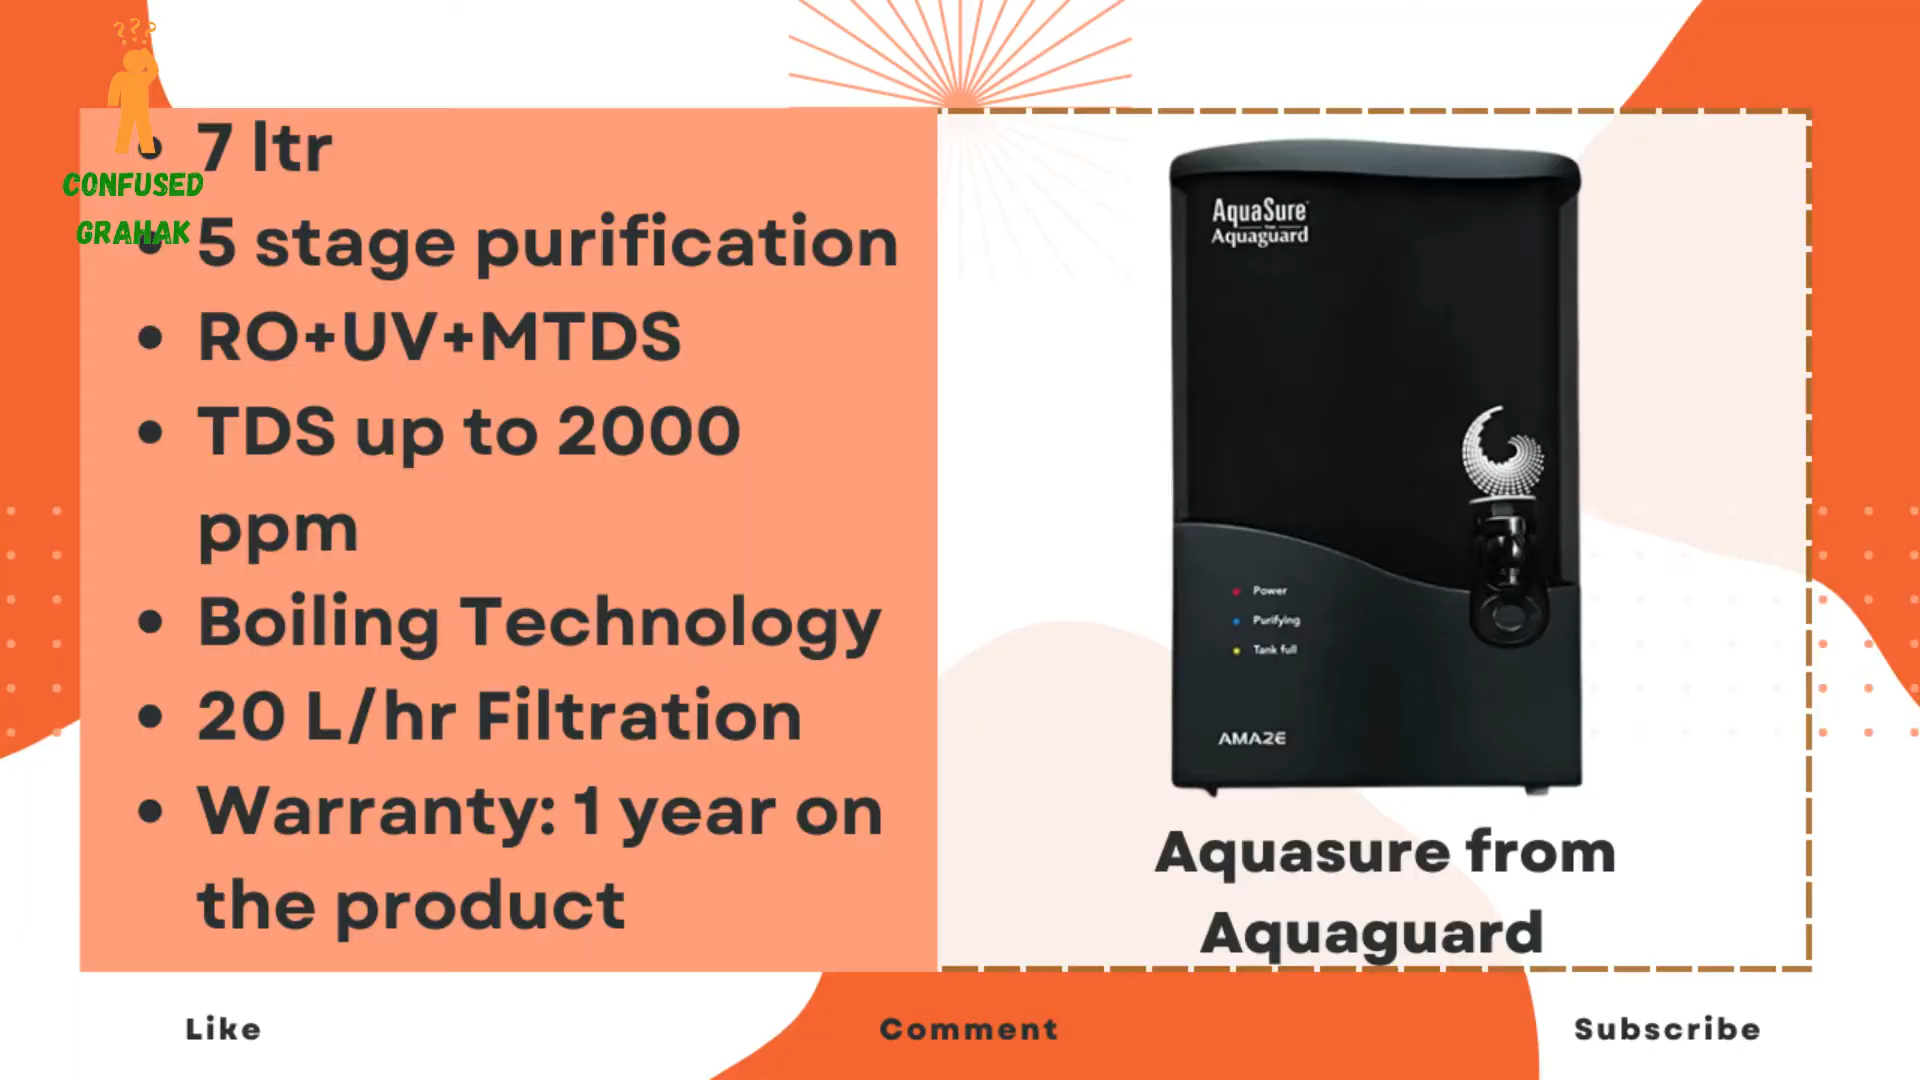 ???
CONFUSED
GRAHAK
7 ltr
5 stage purification
RO+UV+MTDS
TDS up to 2000
ppm
Boiling Technology
20 L/hr Filtration
Warranty: 1 year on
the product
AquaSure
Aquaguard
Power
Purifying
Tank full
AMAZE
Aquasure from
Aquaguard
Like
Comment
Subscribe